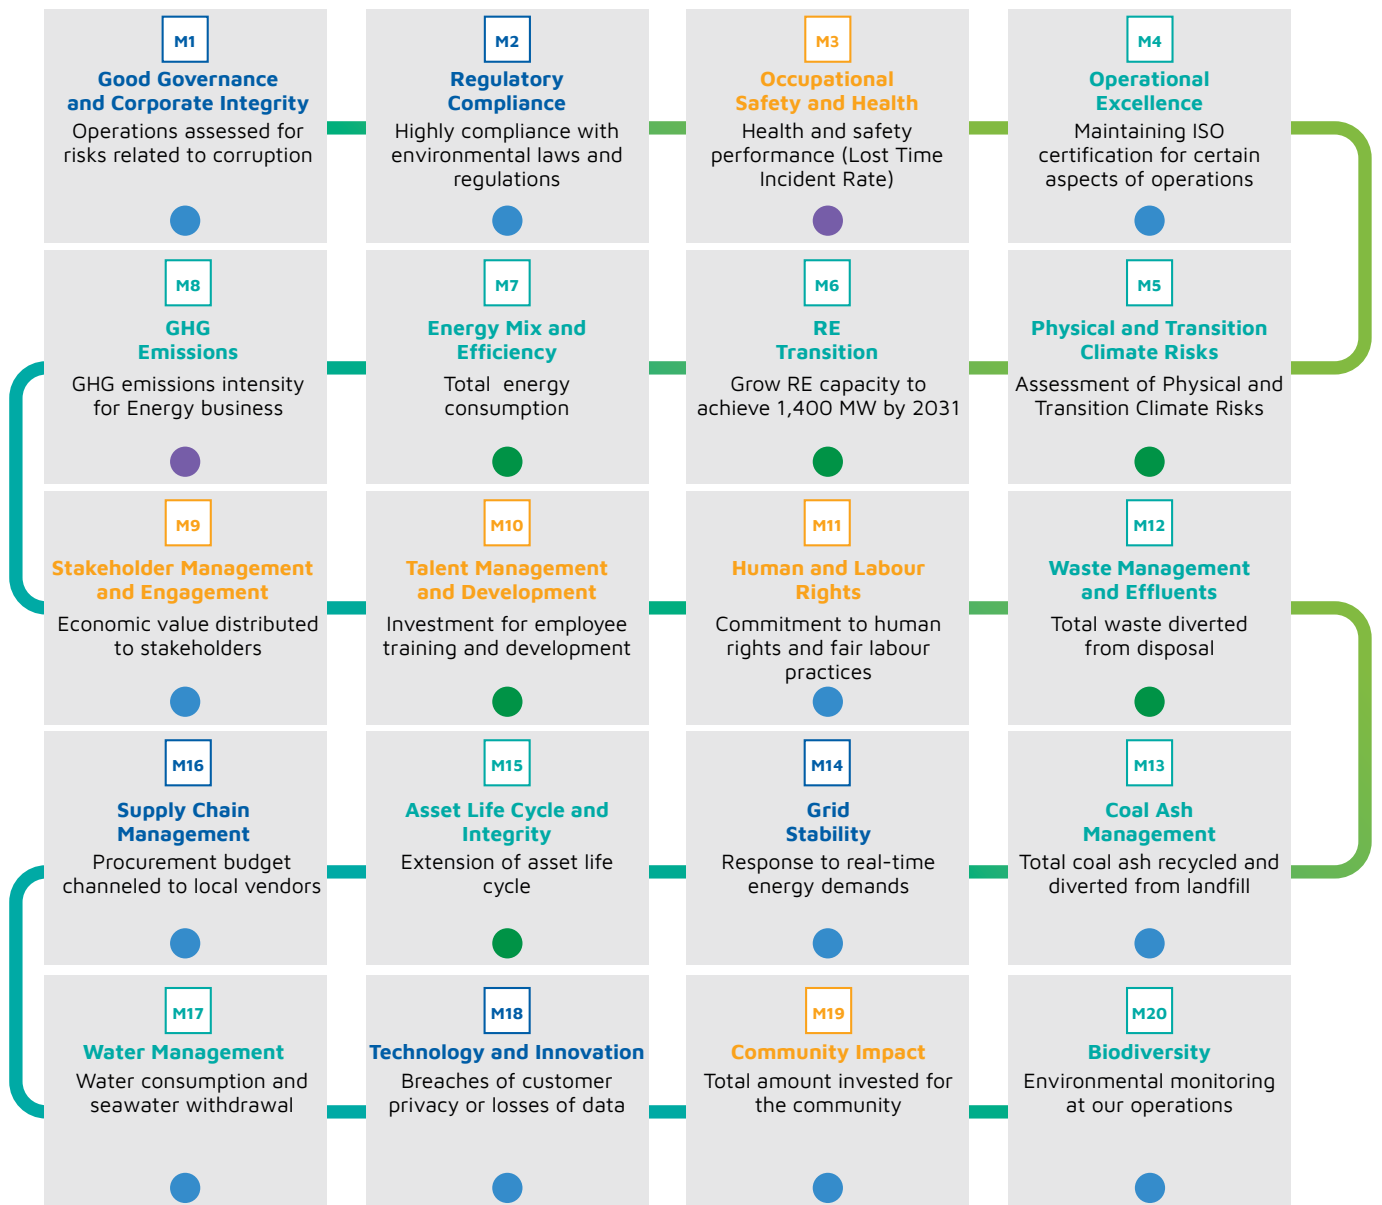 M1
Good Governance
and Corporate Integrity
Operations assessed for
risks related to corruption
M2
Regulatory
Compliance
Highly compliance with
environmental laws and
regulations
M3
Occupational
Safety and Health
Health and safety
performance (Lost Time
Incident Rate)
M4
Operational
Excellence
Maintaining ISO
certification for certain
aspects of operations
M8
GHG
Emissions
GHG emissions intensity
for Energy business
M7
Energy Mix and
Efficiency
Total energy
consumption
M6
RE
Transition
Grow RE capacity to
achieve 1,400 MW by 2031
M5
Physical and Transition
Climate Risks
Assessment of Physical and
Transition Climate Risks
M9
Stakeholder Management
and Engagement
Economic value distributed
to stakeholders
M10
Talent Management
and Development
Investment for employee
training and development
M11
Human and Labour
Rights
Commitment to human
rights and fair labour
practices
M12
Waste Management
and Effluents
Total waste diverted
from disposal
M16
Supply Chain
Management
Procurement budget
channeled to local vendors
M15
Asset Life Cycle and
Integrity
Extension of asset life
cycle
M14
Grid
Stability
Response to real-time
energy demands
M13
Coal Ash
Management
Total coal ash recycled and
diverted from landfill
M17
Water Management
Water consumption and
seawater withdrawal
M18
Technology and Innovation
Breaches of customer
privacy or losses of data
M19
Community Impact
Total amount invested for
the community
M20
Biodiversity
Environmental monitoring
at our operations